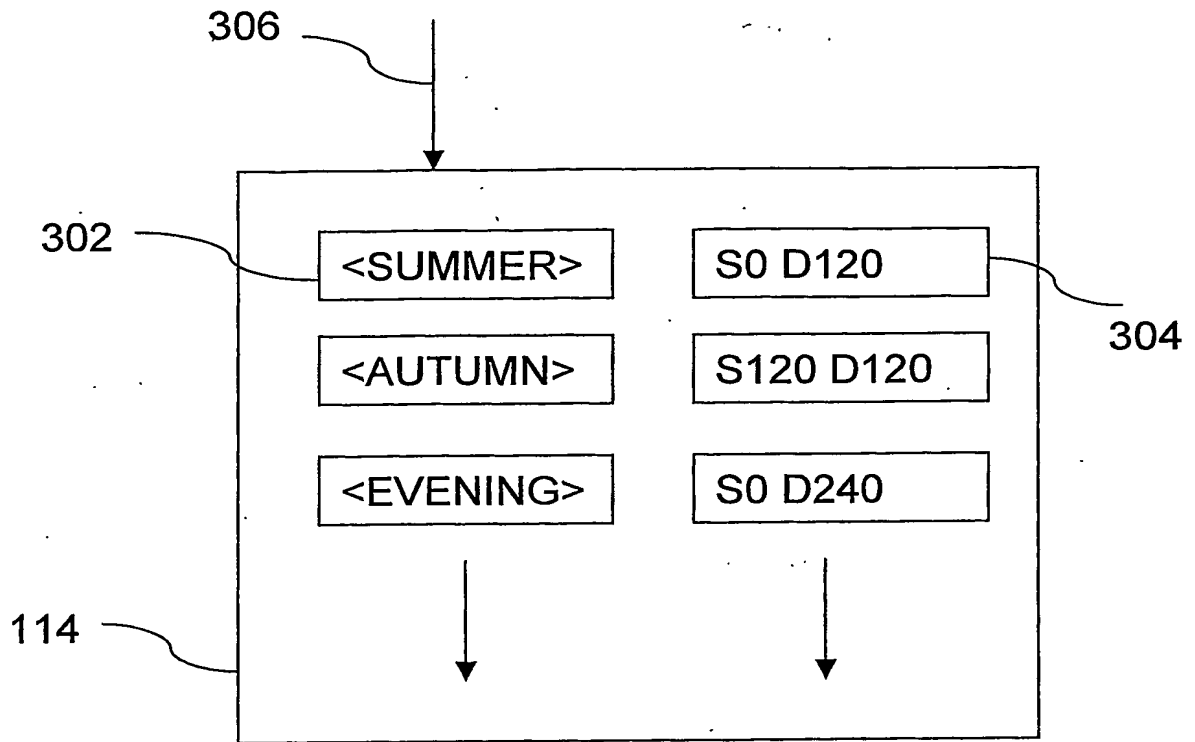 306
302
<SUMMER> S0 D120
304
<AUTUMN> S120 D120
<EVENING> S0 D240
114